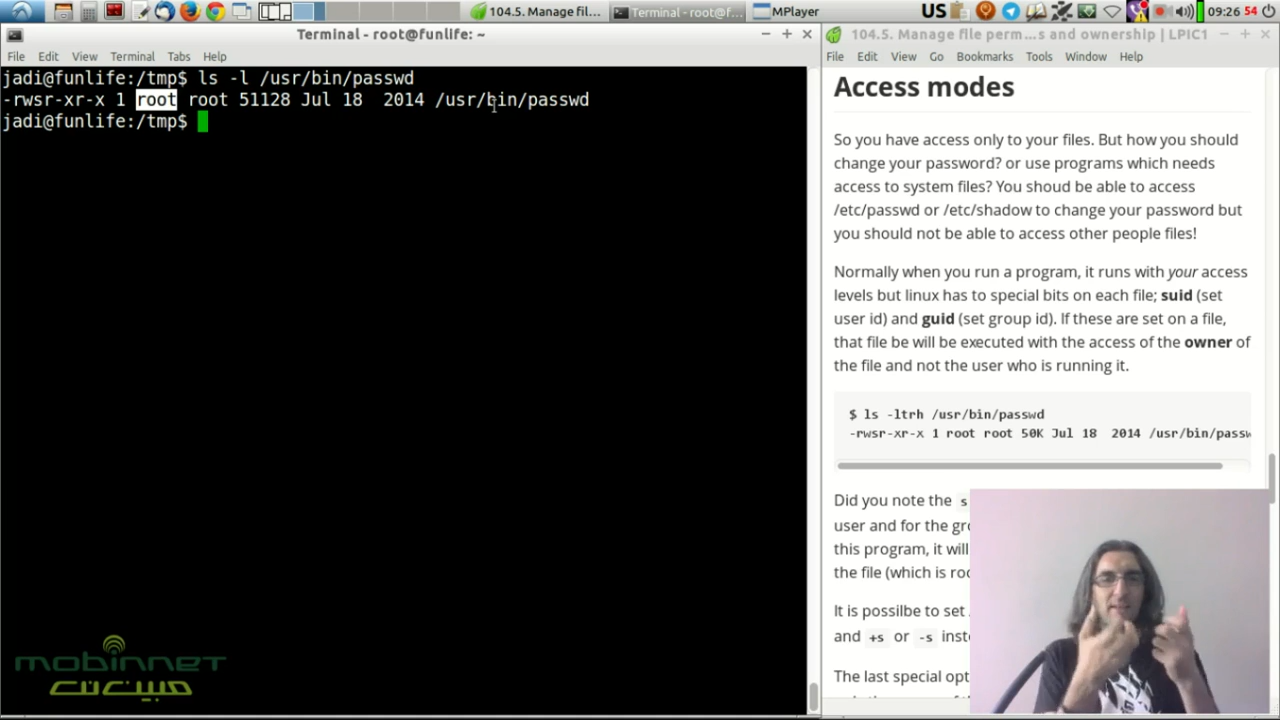 104.5. Manage fil...
Terminal - root@f...
MPlayer
US
09:26 54
Terminal - root@funlife: ~
File Edit View Terminal Tabs Help
jadi@funlife:/tmp$ ls -l /usr/bin/passwd
-rwsr-xr-x 1 root root 51128 Jul 18  2014 /usr/bin/passwd
jadi@funlife:/tmp$
104.5. Manage file perm...s and ownership | LPIC1
File Edit View Go Bookmarks Tools Window Help
Access modes
So you have access only to your files. But how you should
change your password? or use programs which needs
access to system files? You shoud be able to access
/etc/passwd or /etc/shadow to change your password but
you should not be able to access other people files!
Normally when you run a program, it runs with your access
levels but linux has to special bits on each file; suid (set
user id) and guid (set group id). If these are set on a file,
that file be will be executed with the access of the owner of
the file and not the user who is running it.
$ ls -ltrh /usr/bin/passwd
-rwsr-xr-x 1 root root 50K Jul 18  2014 /usr/bin/passw
Did you note the s
user and for the gro
this program, it will
the file (which is roo
It is possilbe to set
and +s or -s inst
The last special opt
mobinnet
مبین‌نت